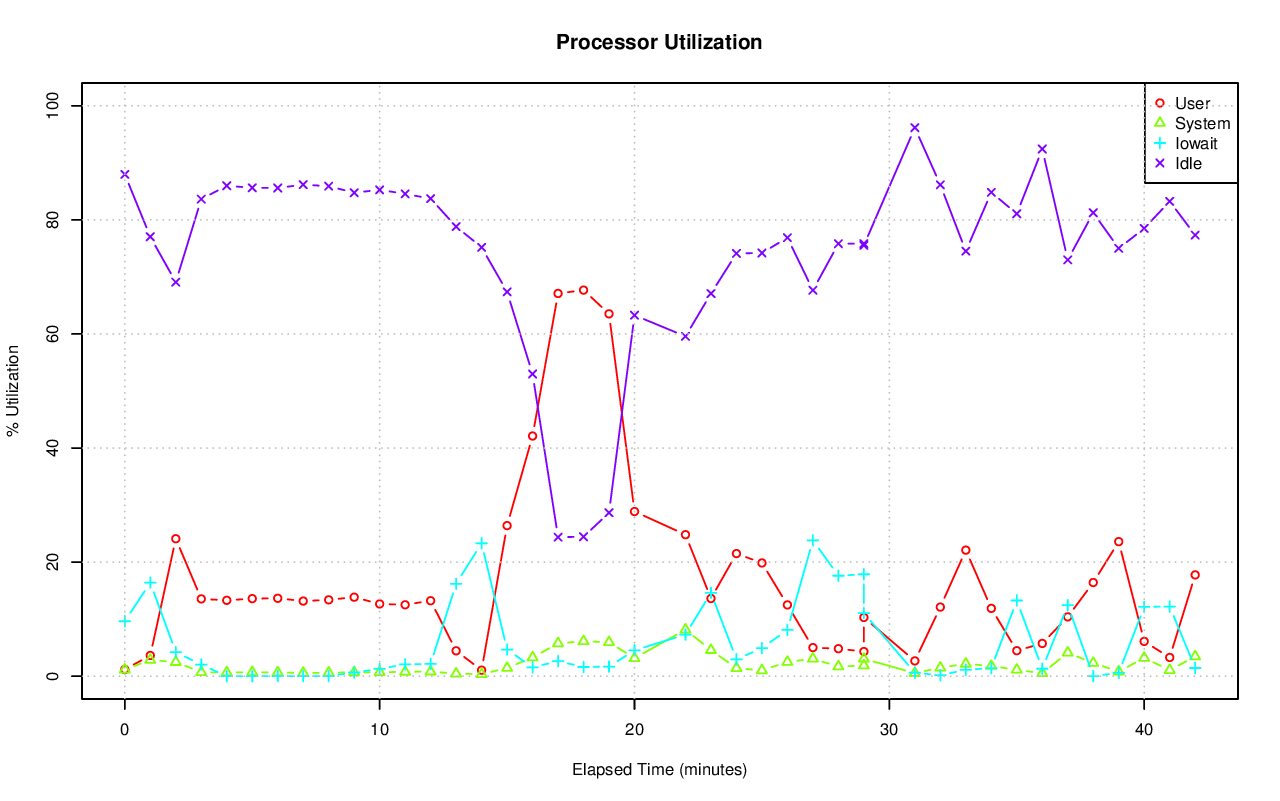 Processor Utilization
User
System
Iowait
Idle
% Utilization
100
80
60
40
20
0
0 10 20 30 40
Elapsed Time (minutes)